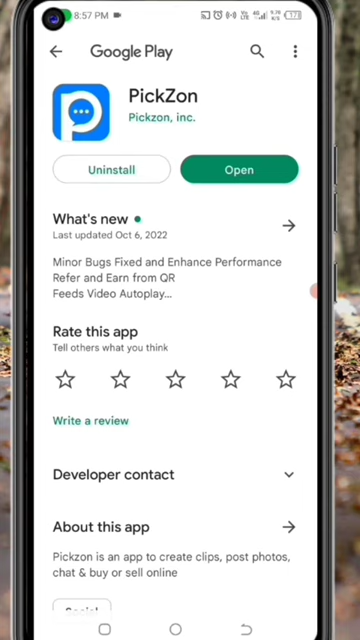 8:57 PM
Google Play
PickZon
Pickzon, inc.
Uninstall
Open
What's new
Last updated Oct 6, 2022
Minor Bugs Fixed and Enhance Performance
Refer and Earn from QR
Feeds Video Autoplay...
Rate this app
Tell others what you think
Write a review
Developer contact
About this app
Pickzon is an app to create clips, post photos,
chat & buy or sell online
Social